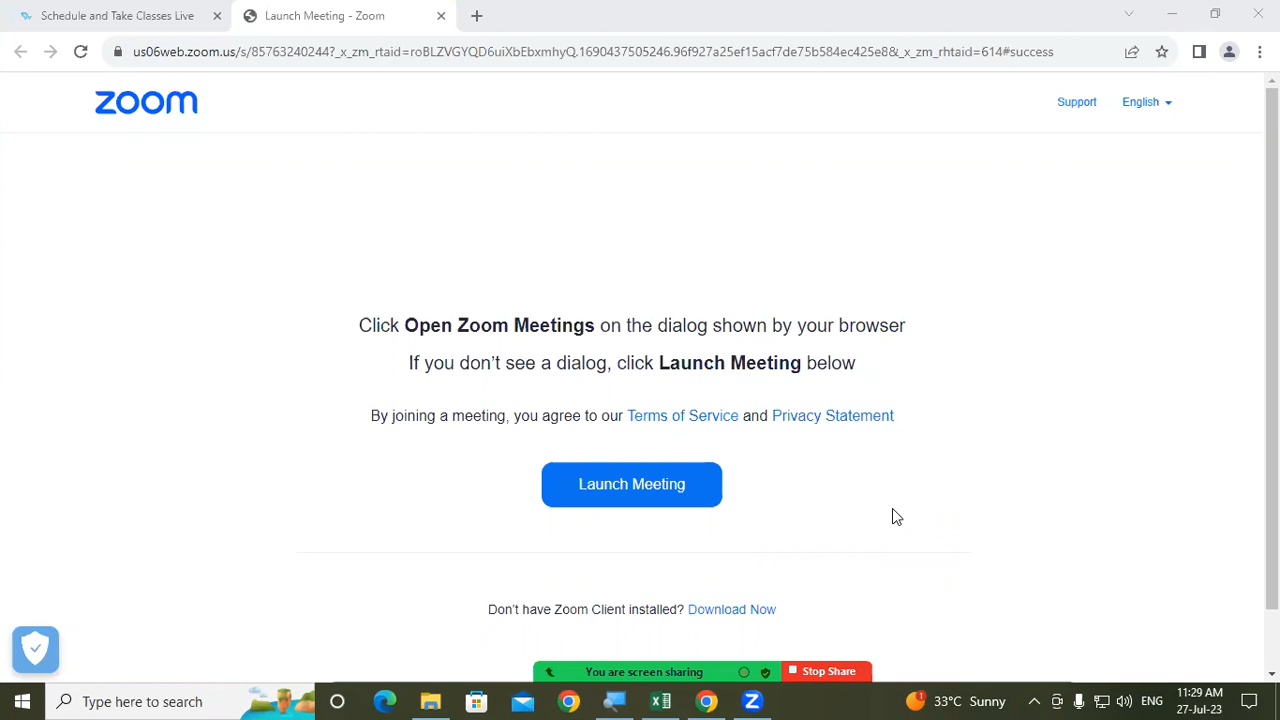 Schedule and Take Classes Live
Launch Meeting - Zoom
us06web.zoom.us/s/85763240244?_x_zm_rtaid=roBLZVGYQD6uiXbEbxmhyQ.1690437505246.96f927a25ef15acf7de75b584ec425e8&_x_zm_rhtaid=614#success
zoom
Support English
Click Open Zoom Meetings on the dialog shown by your browser
If you don’t see a dialog, click Launch Meeting below
By joining a meeting, you agree to our Terms of Service and Privacy Statement
Launch Meeting
Don’t have Zoom Client installed? Download Now
You are screen sharing Stop Share
Type here to search
1 33°C Sunny
ENG
11:29 AM
27-Jul-23